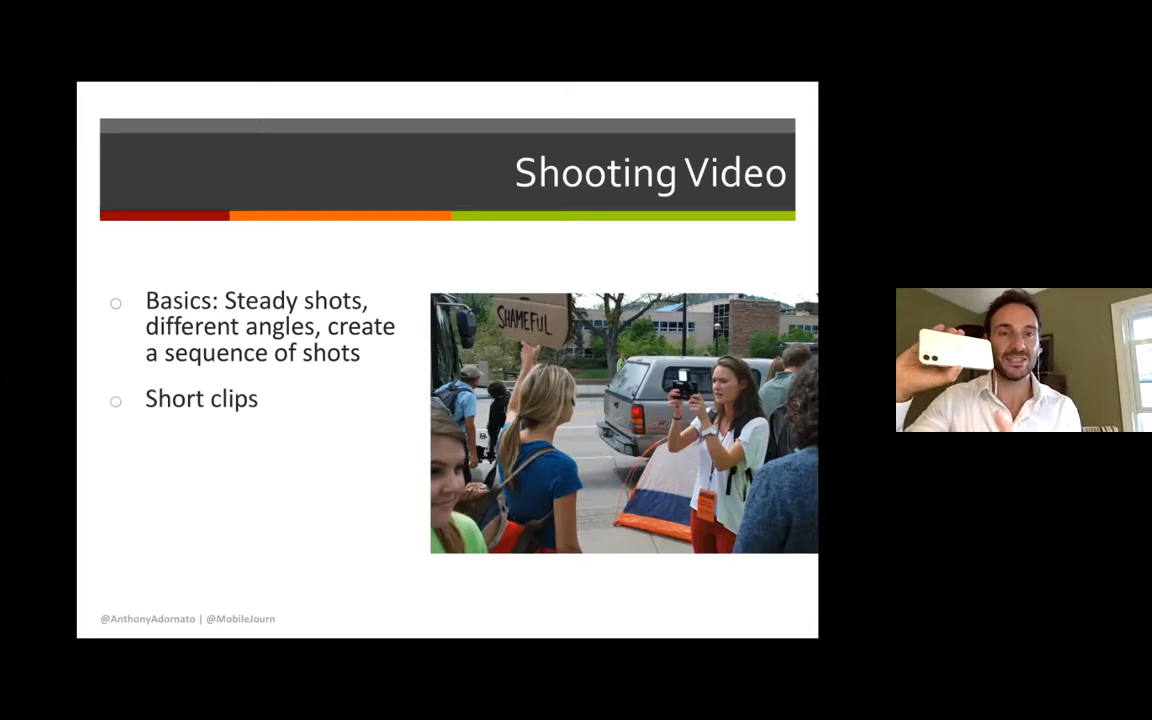 Shooting Video
Basics: Steady shots,
different angles, create
a sequence of shots
Short clips
SHAMEFUL
@AnthonyAdornato | @MobileJourn